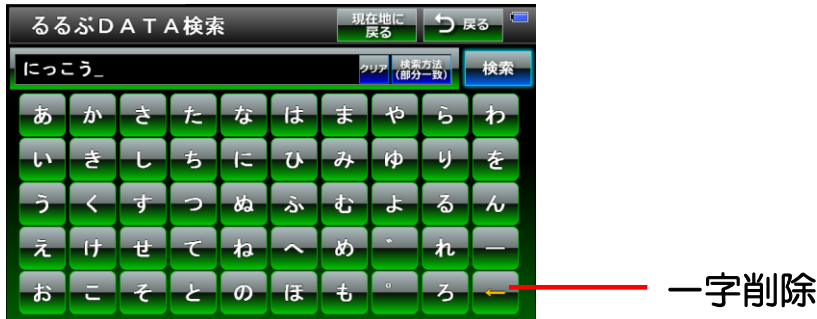 るるぶDATA検索
現在地に
戻る
戻る
にっこう_
クリア
検索方法
(部分一致)
検索
あ か さ た な は ま や ら わ
い き し ち に ひ み ゆ り を
う く す つ ぬ ふ む よ る ん
え け せ て ね へ め ゛ れ ー
お こ そ と の ほ も ゜ ろ ←
一字削除